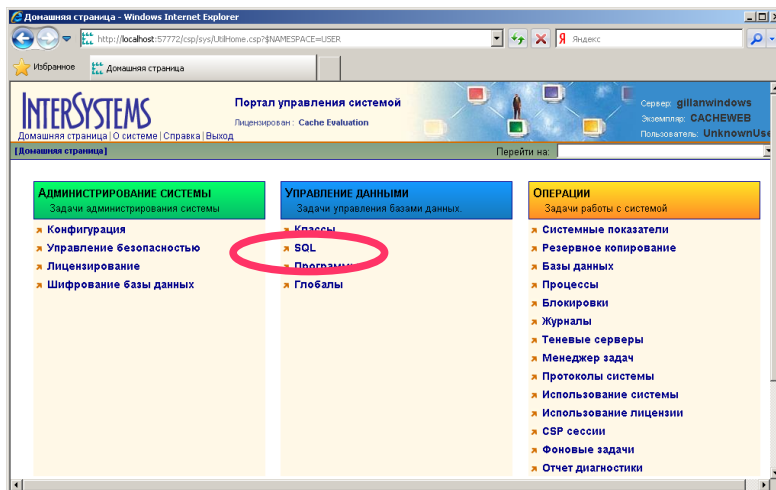 Домашняя страница - Windows Internet Explorer
http://localhost:57772/csp/sys/UtilHome.csp?$NAMESPACE=USER
Яндекс
Избранное
Домашняя страница
INTERSYSTEMS
Домашняя страница | О системе | Справка | Выход
Портал управления системой
Лицензирован: Cache Evaluation
Сервер: gillanwindows
Экземпляр: CACHEWEB
Пользователь: UnknownUse
[Домашняя страница]
Перейти на:
АДМИНИСТРИРОВАНИЕ СИСТЕМЫ
Задачи администрирования системы
Конфигурация
Управление безопасностью
Лицензирование
Шифрование базы данных
УПРАВЛЕНИЕ ДАННЫМИ
Задачи управления базами данных.
Классы
SQL
Програм
Глобалы
ОПЕРАЦИИ
Задачи работы с системой
Системные показатели
Резервное копирование
Базы данных
Процессы
Блокировки
Журналы
Теневые серверы
Менеджер задач
Протоколы системы
Использование системы
Использование лицензии
CSP сессии
Фоновые задачи
Отчет диагностики